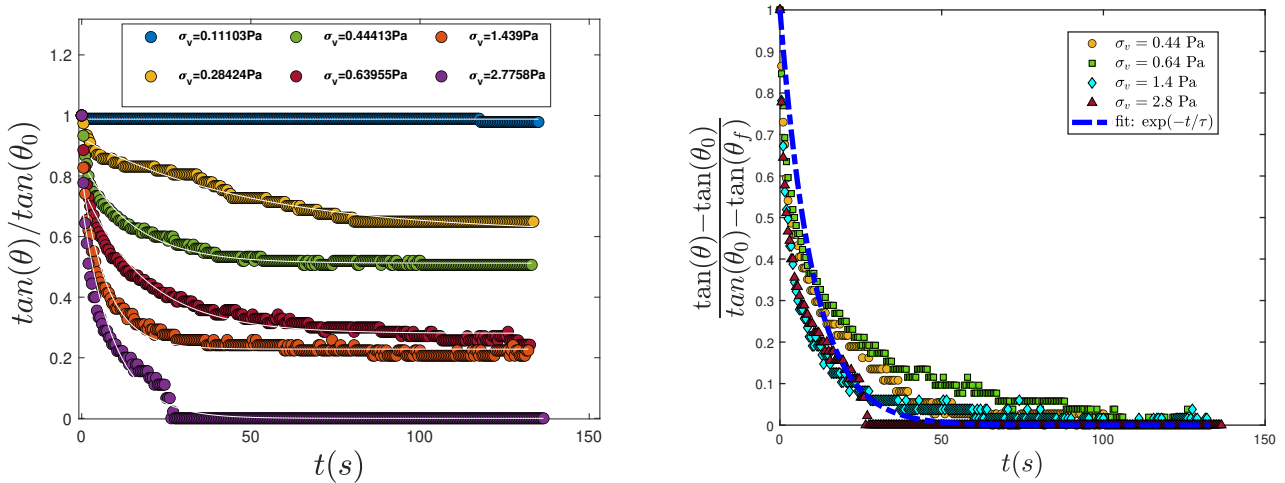 tan(θ)/tan(θ₀)
1.2
1
0.8
0.6
0.4
0.2
0
σᵥ=0.11103Pa σᵥ=0.44413Pa σᵥ=1.439Pa
σᵥ=0.28424Pa σᵥ=0.63955Pa σᵥ=2.7758Pa
0 50 100 150
t(s)
tan(θ)−tan(θ₀)
tan(θ₀)−tan(θ_f)
1
0.9
0.8
0.7
0.6
0.5
0.4
0.3
0.2
0.1
0
σᵥ = 0.44 Pa
σᵥ = 0.64 Pa
σᵥ = 1.4 Pa
σᵥ = 2.8 Pa
fit: exp(−t/τ)
0 50 100 150
t(s)